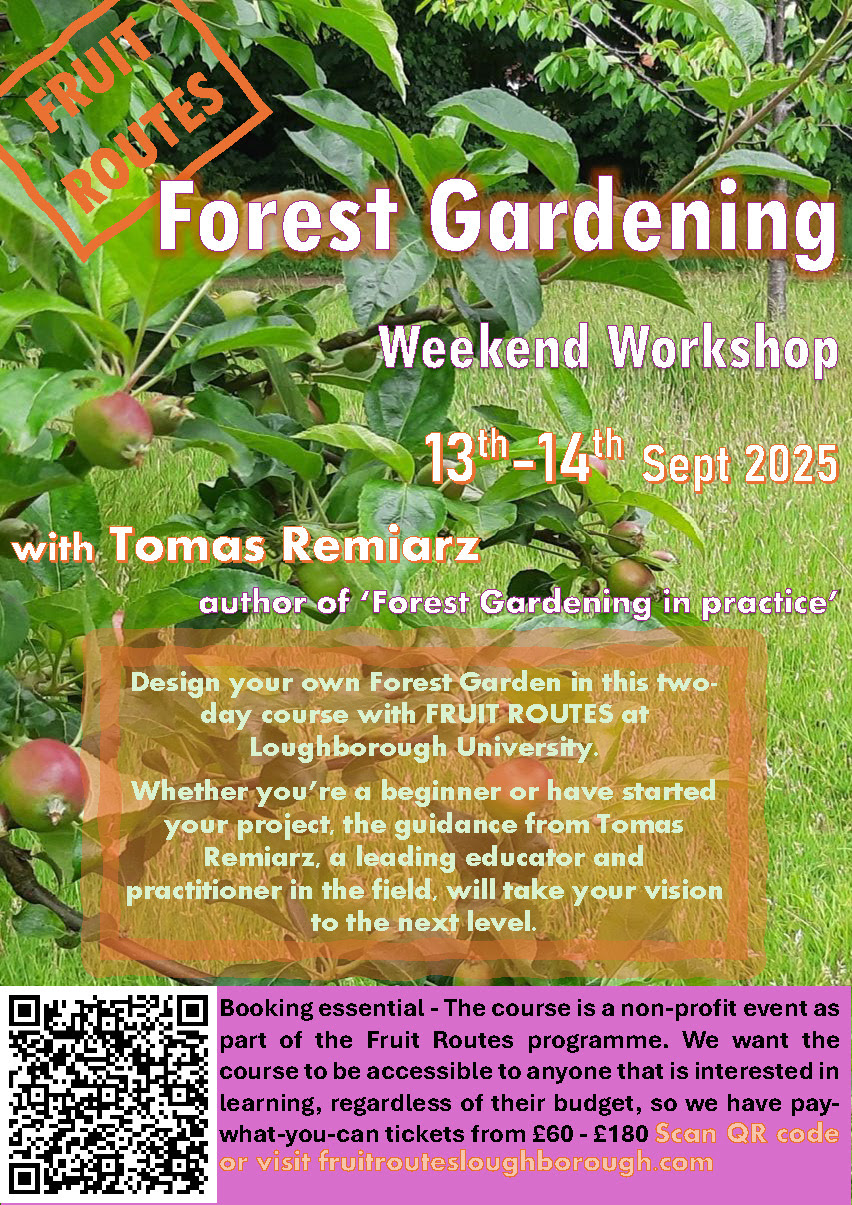 FRUIT
ROUTES
Forest Gardening
Weekend Workshop
13th-14th Sept 2025
with Tomas Remiarz
author of ‘Forest Gardening in practice’
Design your own Forest Garden in this two-
day course with FRUIT ROUTES at
Loughborough University.
Whether you’re a beginner or have started
your project, the guidance from Tomas
Remiarz, a leading educator and
practitioner in the field, will take your vision
to the next level.
Booking essential - The course is a non-profit event as
part of the Fruit Routes programme. We want the
course to be accessible to anyone that is interested in
learning, regardless of their budget, so we have pay-
what-you-can tickets from £60 - £180 Scan QR code
or visit fruitroutesloughborough.com